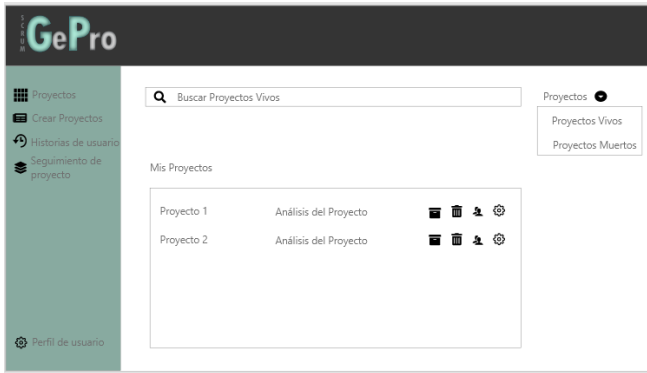 SCRUM
GePro
Proyectos
Crear Proyectos
Historias de usuario
Seguimiento de
proyecto
Perfil de usuario
Buscar Proyectos Vivos
Proyectos
Proyectos Vivos
Proyectos Muertos
Mis Proyectos
Proyecto 1 Análisis del Proyecto
Proyecto 2 Análisis del Proyecto